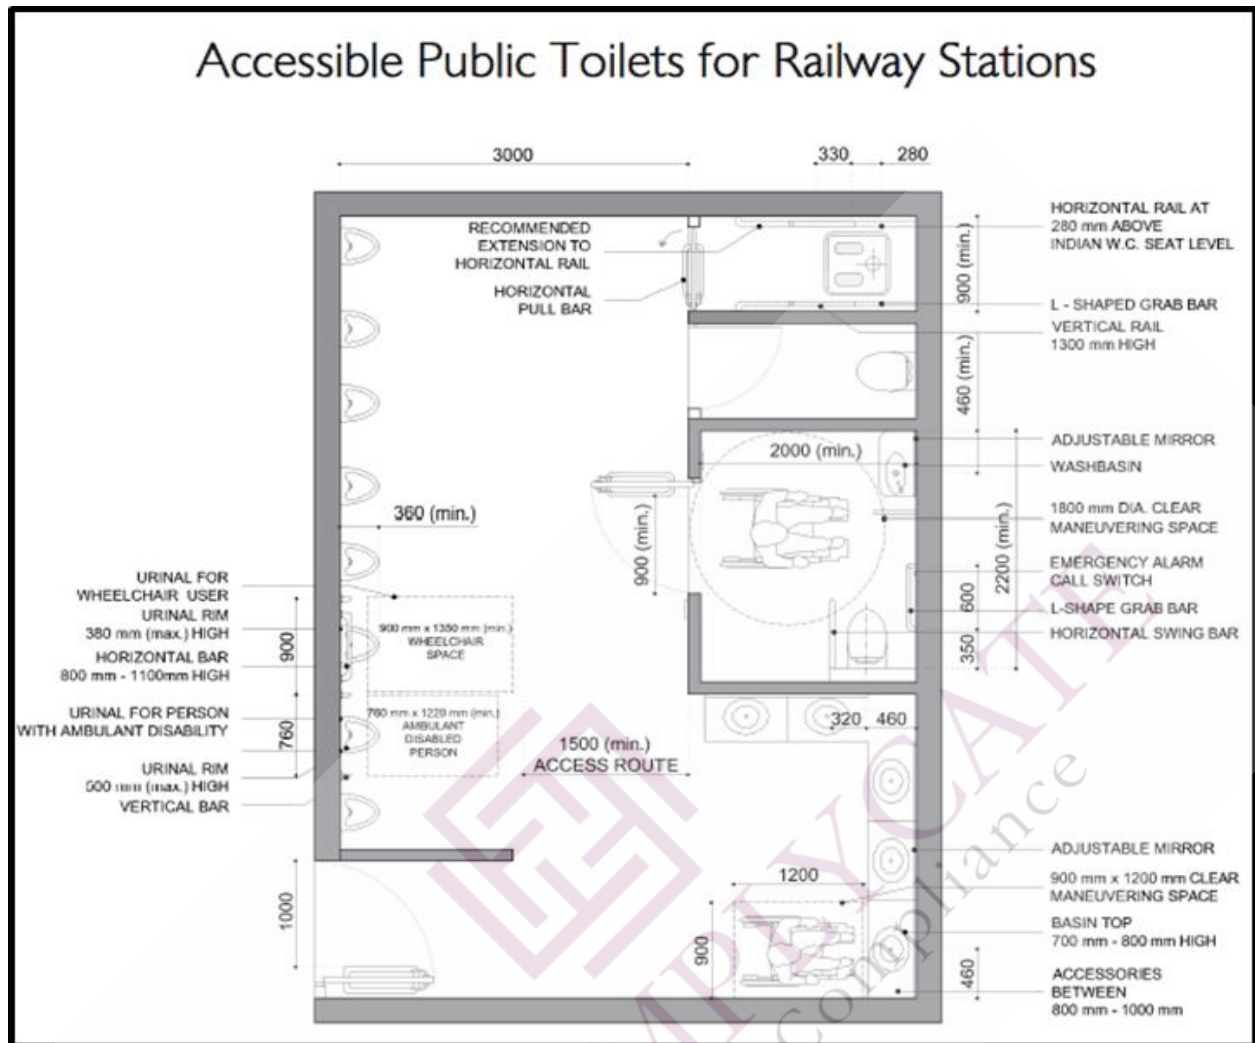 Accessible Public Toilets for Railway Stations
3000
330
280
RECOMMENDED
EXTENSION TO
HORIZONTAL RAIL
HORIZONTAL
PULL BAR
900 (min.)
HORIZONTAL RAIL AT
280 mm ABOVE
INDIAN W.C. SEAT LEVEL
L - SHAPED GRAB BAR
VERTICAL RAIL
1300 mm HIGH
460 (min.)
2000 (min.)
ADJUSTABLE MIRROR
WASHBASIN
1800 mm DIA. CLEAR
MANEUVERING SPACE
2200 (min.)
EMERGENCY ALARM
CALL SWITCH
600
L-SHAPE GRAB BAR
HORIZONTAL SWING BAR
350
360 (min.)
900 (min.)
URINAL FOR
WHEELCHAIR USER
URINAL RIM
380 mm (max.) HIGH
HORIZONTAL BAR
800 mm - 1100mm HIGH
900
900 mm x 1350 mm (min.)
WHEELCHAIR
SPACE
URINAL FOR PERSON
WITH AMBULANT DISABILITY
760
760 mm x 1220 mm (min.)
AMBULANT
DISABLED
PERSON
URINAL RIM
500 mm (max.) HIGH
VERTICAL BAR
1500 (min.)
ACCESS ROUTE
320
460
1000
1200
900
ADJUSTABLE MIRROR
900 mm x 1200 mm CLEAR
MANEUVERING SPACE
BASIN TOP
700 mm - 800 mm HIGH
460
ACCESSORIES
BETWEEN
800 mm - 1000 mm
MPLYCATE
Compliance